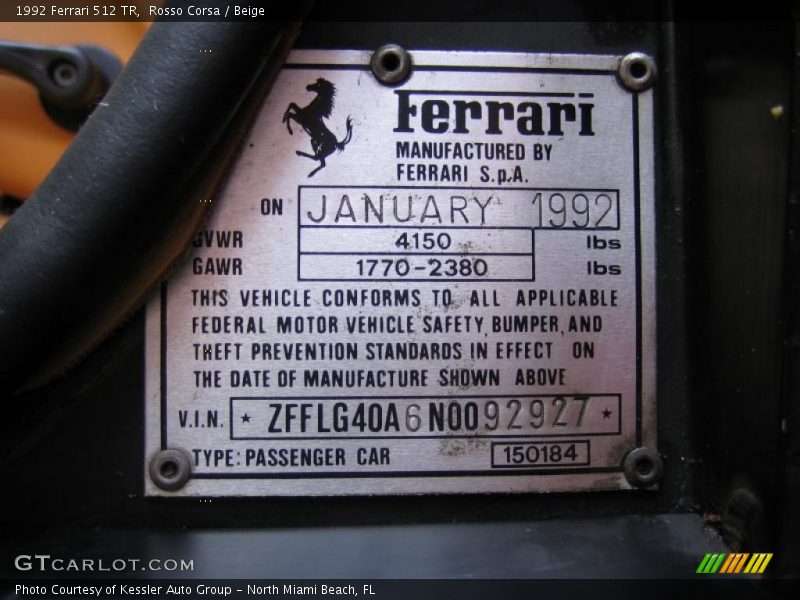 1992 Ferrari 512 TR, Rosso Corsa / Beige
Ferrari
MANUFACTURED BY
FERRARI S.p.A.
ON JANUARY 1992
GVWR 4150 lbs
GAWR 1770-2380 lbs
THIS VEHICLE CONFORMS TO ALL APPLICABLE
FEDERAL MOTOR VEHICLE SAFETY, BUMPER, AND
THEFT PREVENTION STANDARDS IN EFFECT ON
THE DATE OF MANUFACTURE SHOWN ABOVE
V.I.N. * ZFFLG40A6N0092927 *
TYPE: PASSENGER CAR 150184
GTCARLOT.COM
Photo Courtesy of Kessler Auto Group - North Miami Beach, FL